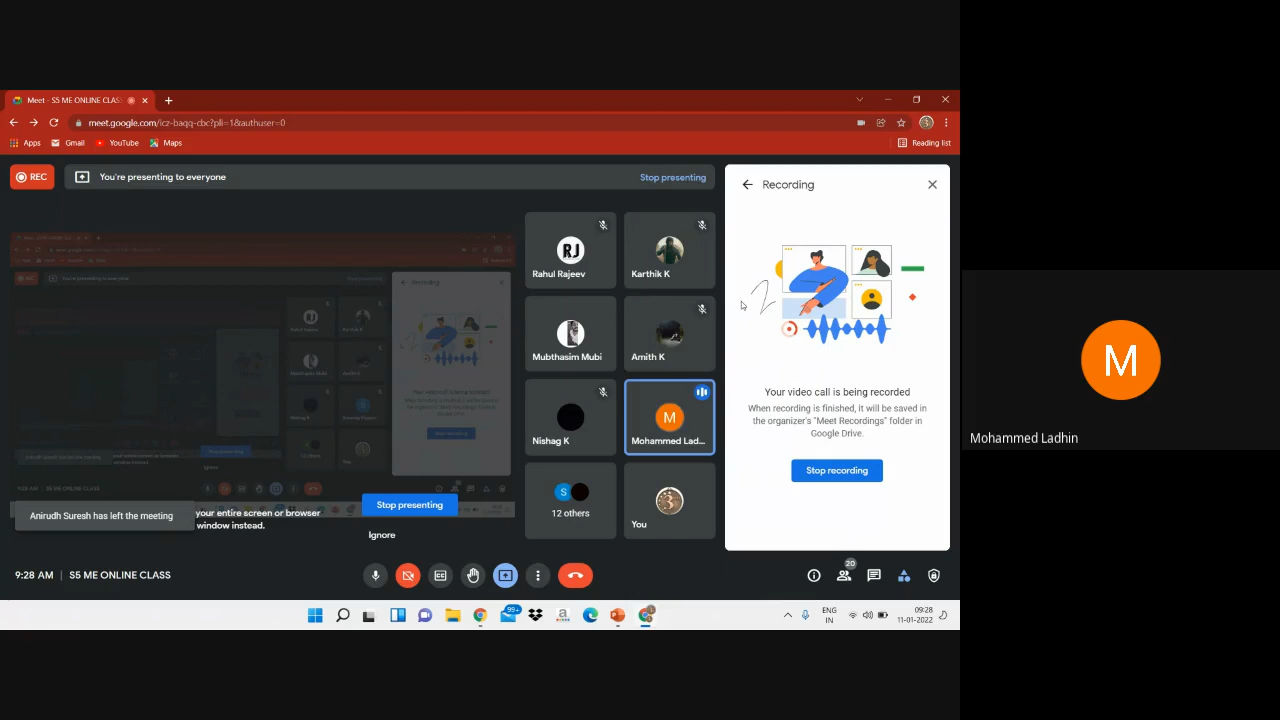 Meet - S5 ME ONLINE CLAS
meet.google.com/icz-baqq-cbc?pli=1&authuser=0
Apps Gmail YouTube Maps Reading list
REC You're presenting to everyone Stop presenting
Recording
RJ
Rahul Rajeev
Karthik K
Mubthasim Mubi
Amith K
Nishag K
M
Mohammed Lad...
S
12 others
3
You
2
Your video call is being recorded
When recording is finished, it will be saved
in the organizer's "Meet Recordings" folder in
Google Drive.
Stop recording
Anirudh Suresh has left the meeting
your entire screen or browser
window instead.
Stop presenting
Ignore
9:28 AM | S5 ME ONLINE CLASS
20
99+
a
ENG
IN
09:28
11-01-2022
M
Mohammed Ladhin